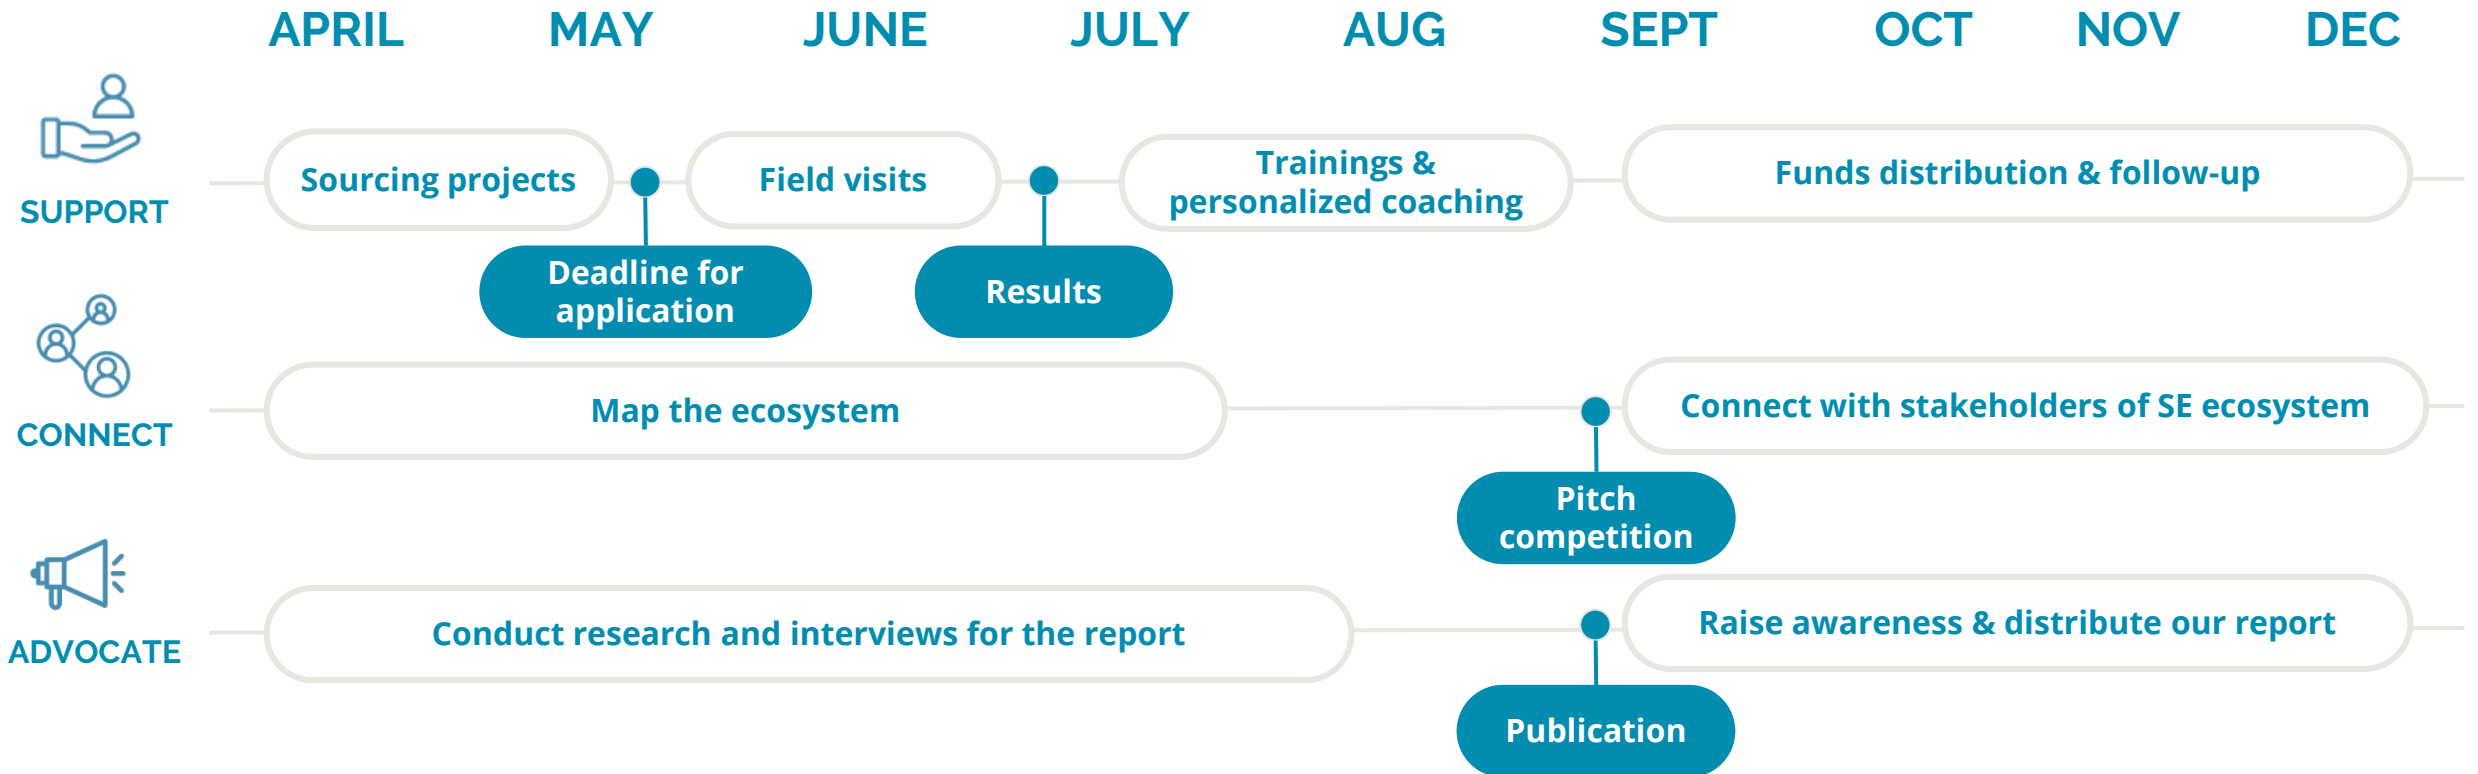 APRIL MAY JUNE JULY AUG SEPT OCT NOV DEC
SUPPORT
Sourcing projects
Field visits
Trainings &
personalized coaching
Funds distribution & follow-up
Deadline for
application
Results
CONNECT
Map the ecosystem
Connect with stakeholders of SE ecosystem
Pitch
competition
ADVOCATE
Conduct research and interviews for the report
Raise awareness & distribute our report
Publication